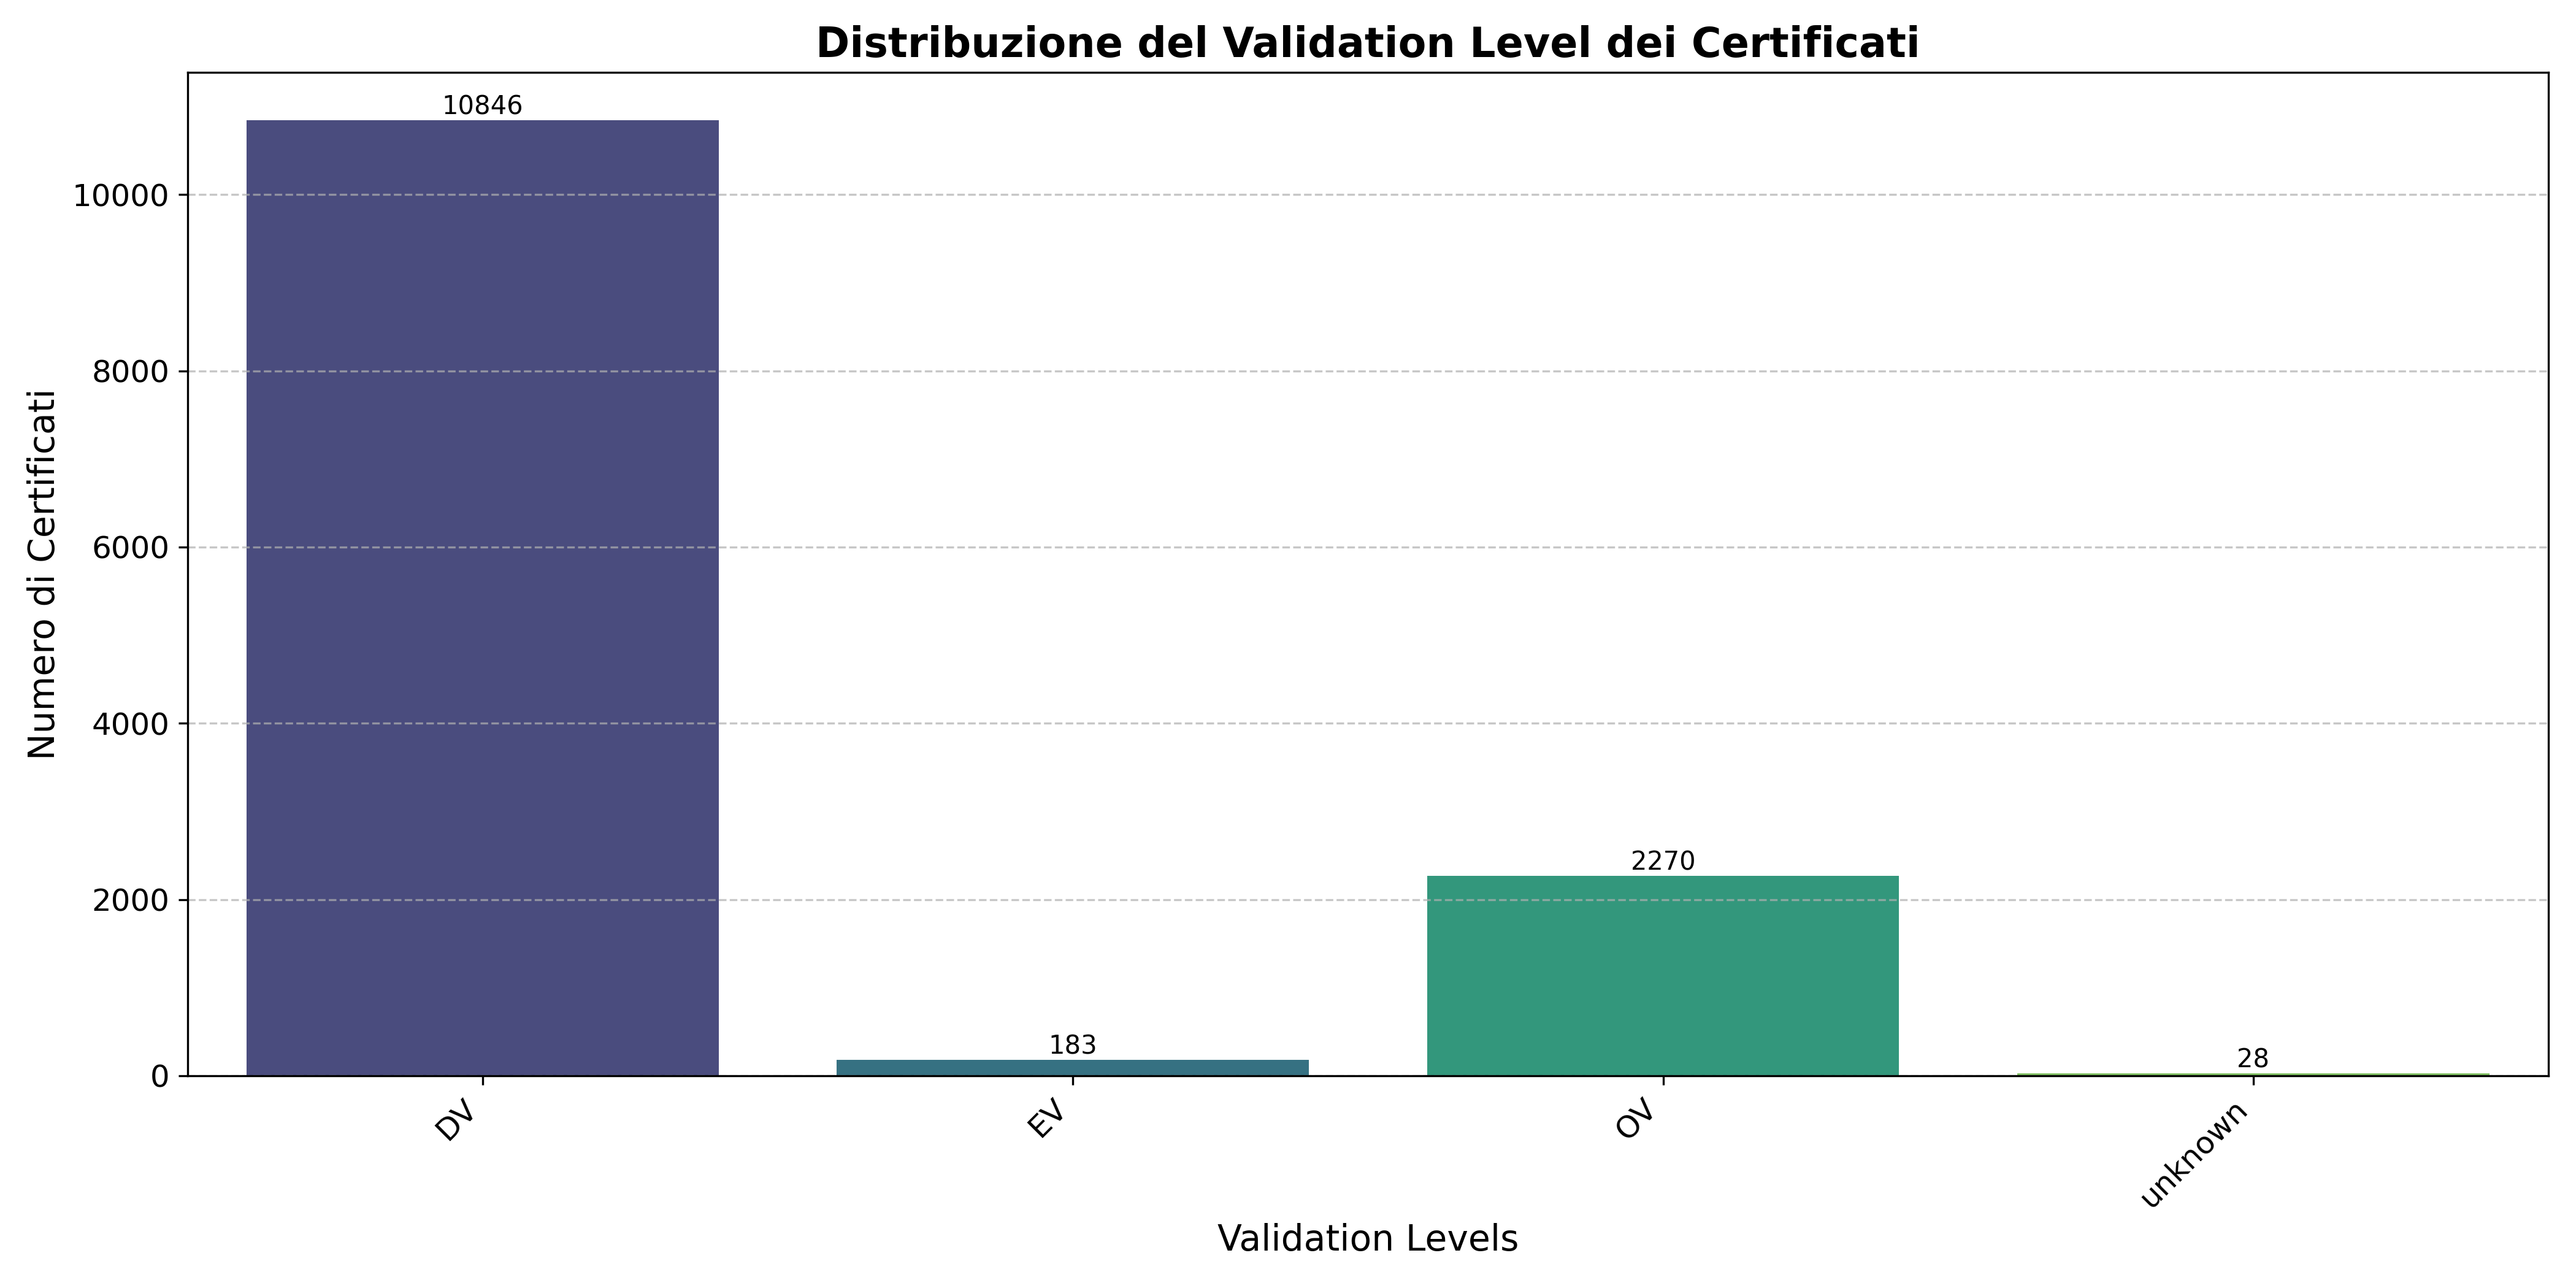 Distribuzione del Validation Level dei Certificati
Numero di Certificati
10000
8000
6000
4000
2000
0
10846
183
2270
28
DV
EV
OV
unknown
Validation Levels